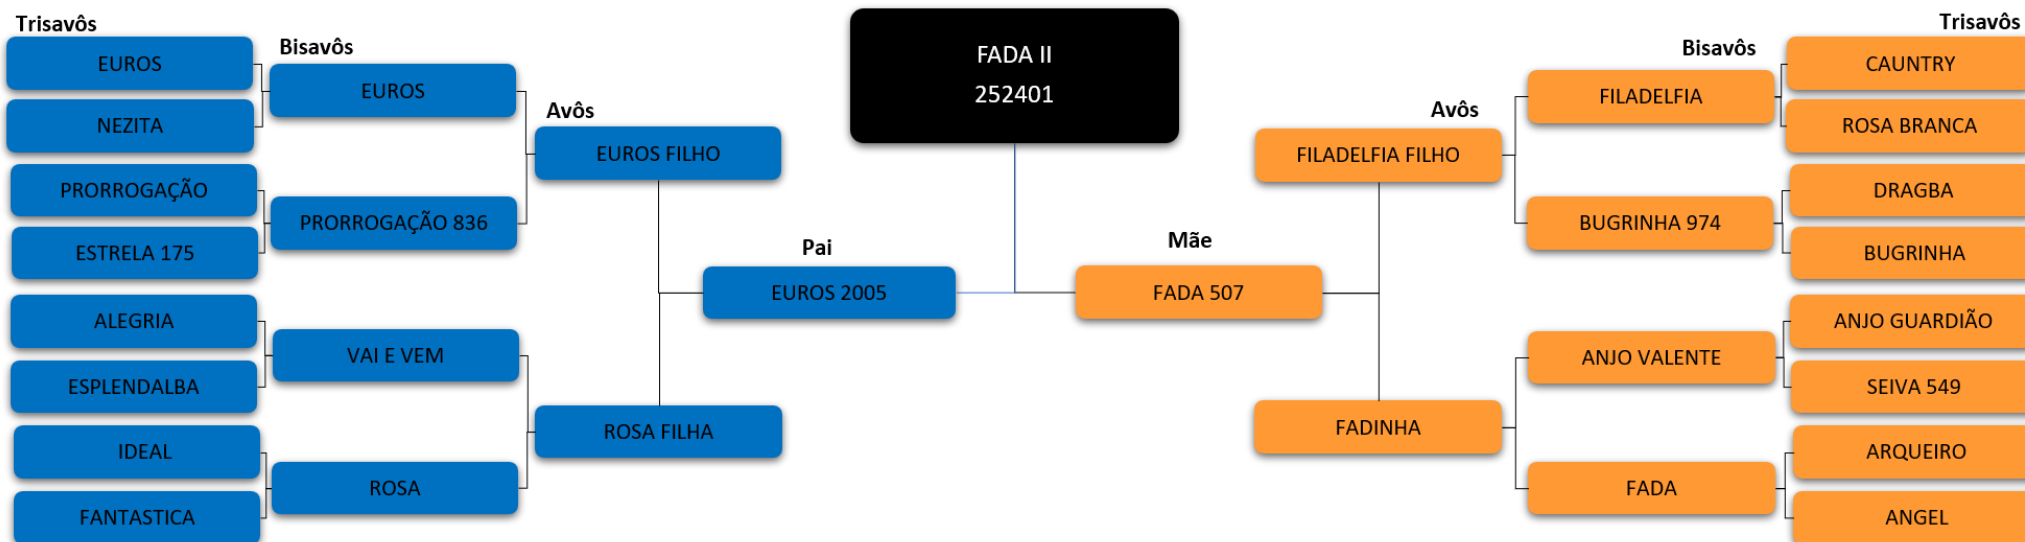 Trisavôs
EUROS
NEZITA
PRORROGAÇÃO
ESTRELA 175
ALEGRIA
ESPLENDALBA
IDEAL
FANTASTICA
Bisavôs
EUROS
PRORROGAÇÃO 836
VAI E VEM
ROSA
Avôs
EUROS FILHO
ROSA FILHA
Pai
EUROS 2005
FADA II
252401
Mãe
FADA 507
Avôs
FILADELFIA FILHO
FADINHA
Bisavôs
FILADELFIA
BUGRINHA 974
ANJO VALENTE
FADA
Trisavôs
CAUNTRY
ROSA BRANCA
DRAGBA
BUGRINHA
ANJO GUARDIÃO
SEIVA 549
ARQUEIRO
ANGEL